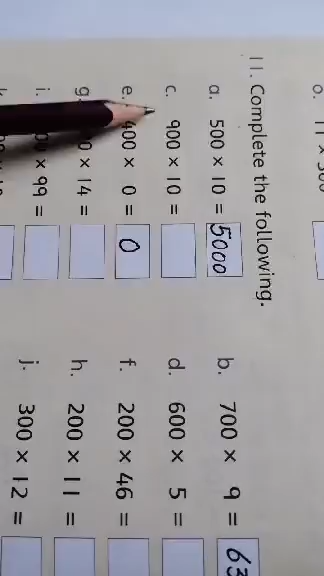 11. Complete the following.
a. 500 × 10 = 5000
b. 700 × 9 = 63
c. 900 × 10 =
d. 600 × 5 =
e. 400 × 0 = 0
f. 200 × 46 =
g. 0 × 14 =
h. 200 × 11 =
i. × 99 =
j. 300 × 12 =